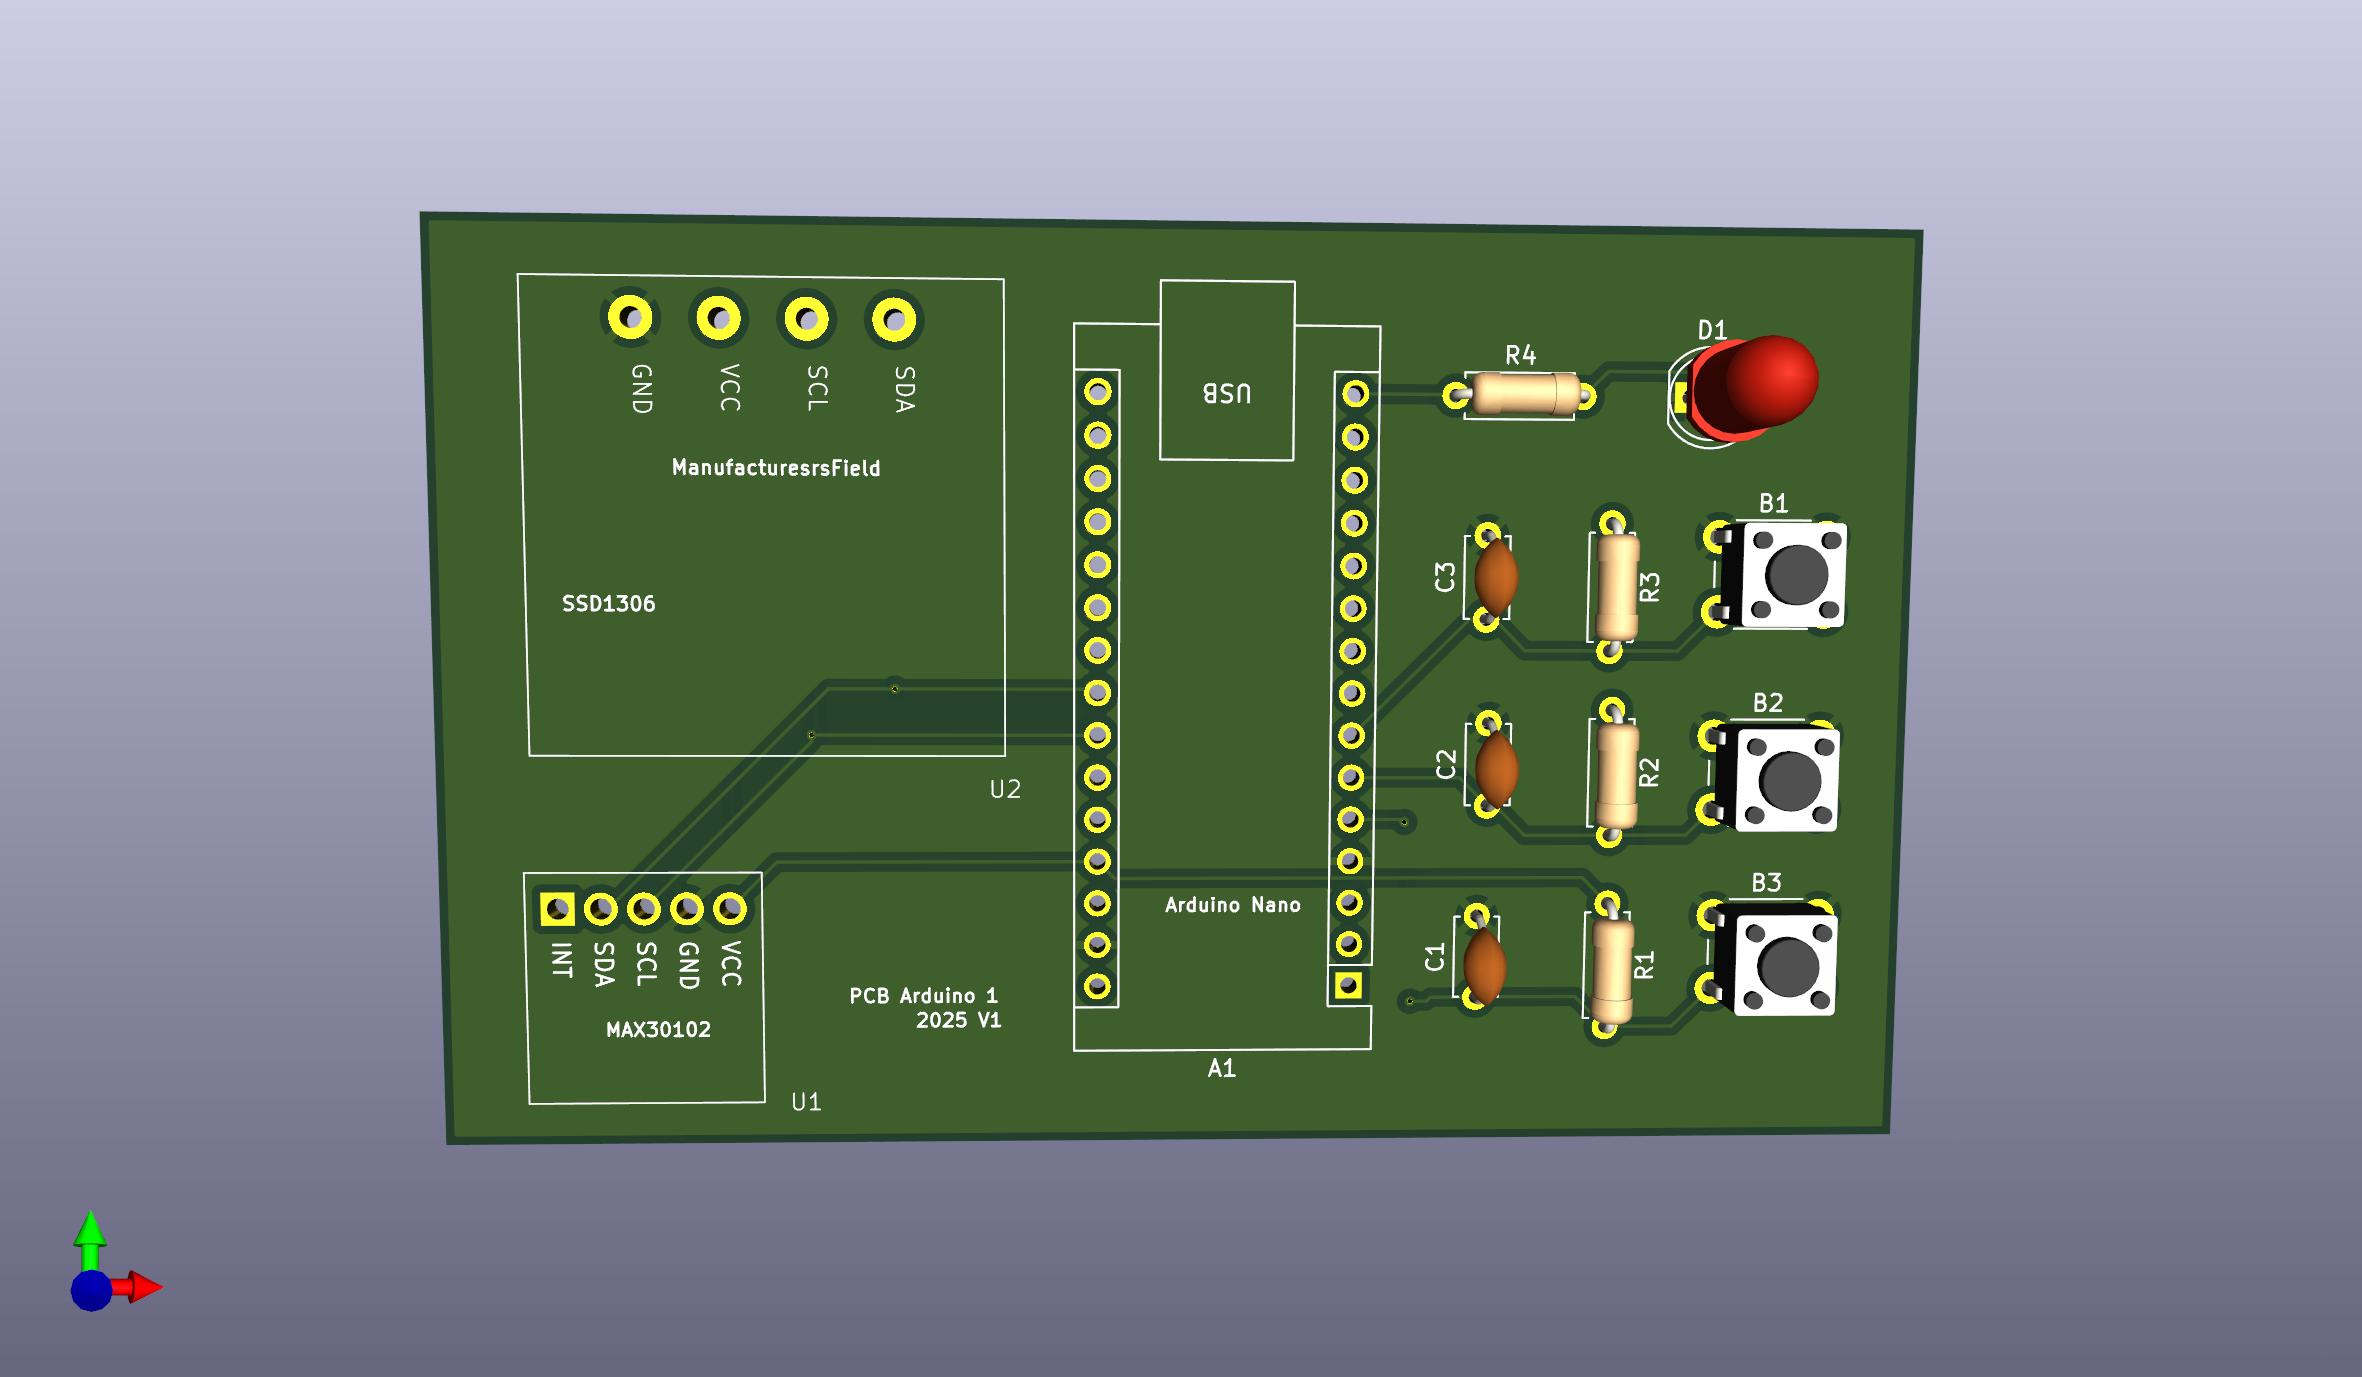 GND
VCC
SCL
SDA
ManufacturesrsField
SSD1306
U2
USB
R4
D1
B1
C3
R3
B2
C2
R2
B3
C1
R1
Arduino Nano
A1
INT
SDA
SCL
GND
VCC
MAX30102
U1
PCB Arduino 1
2025 V1